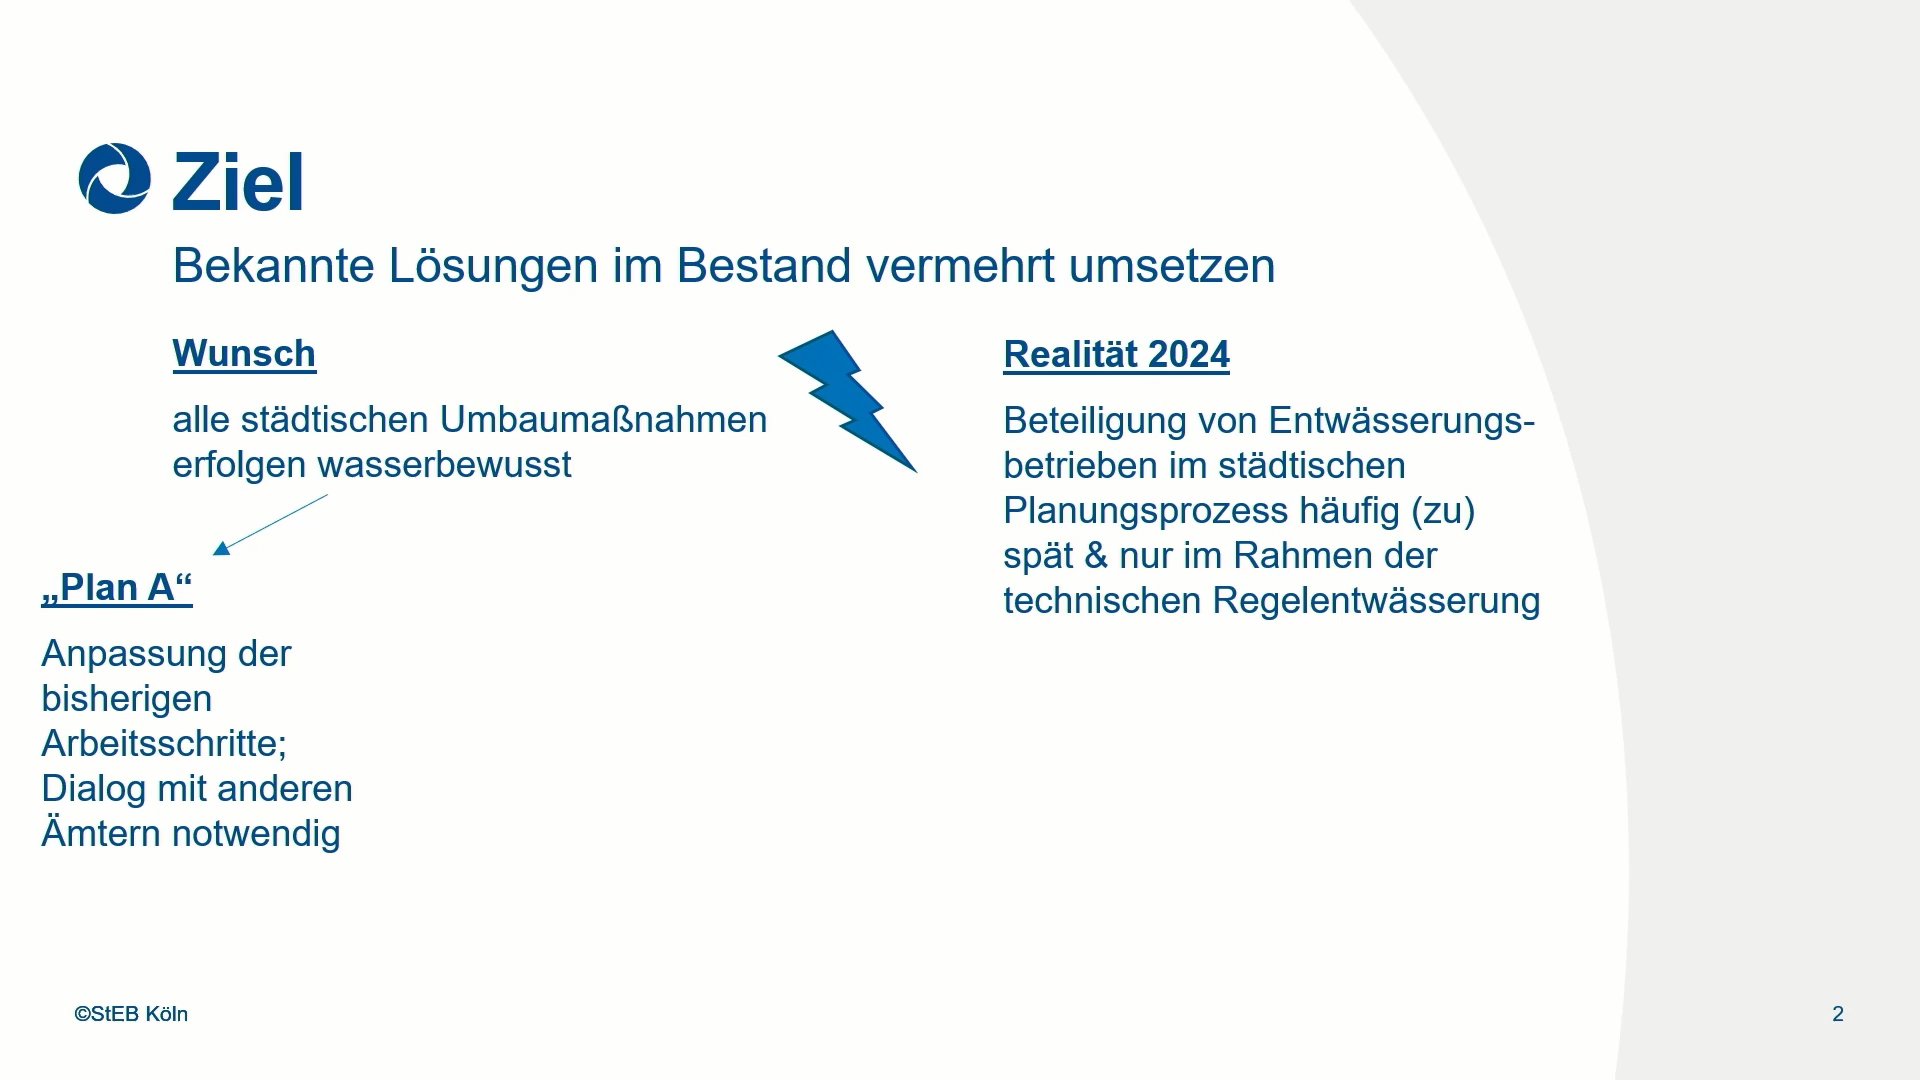 Ziel
Bekannte Lösungen im Bestand vermehrt umsetzen
Wunsch
alle städtischen Umbaumaßnahmen
erfolgen wasserbewusst
Realität 2024
Beteiligung von Entwässerungs-
betrieben im städtischen
Planungsprozess häufig (zu)
spät & nur im Rahmen der
technischen Regelentwässerung
„Plan A“
Anpassung der
bisherigen
Arbeitsschritte;
Dialog mit anderen
Ämtern notwendig
©StEB Köln
2